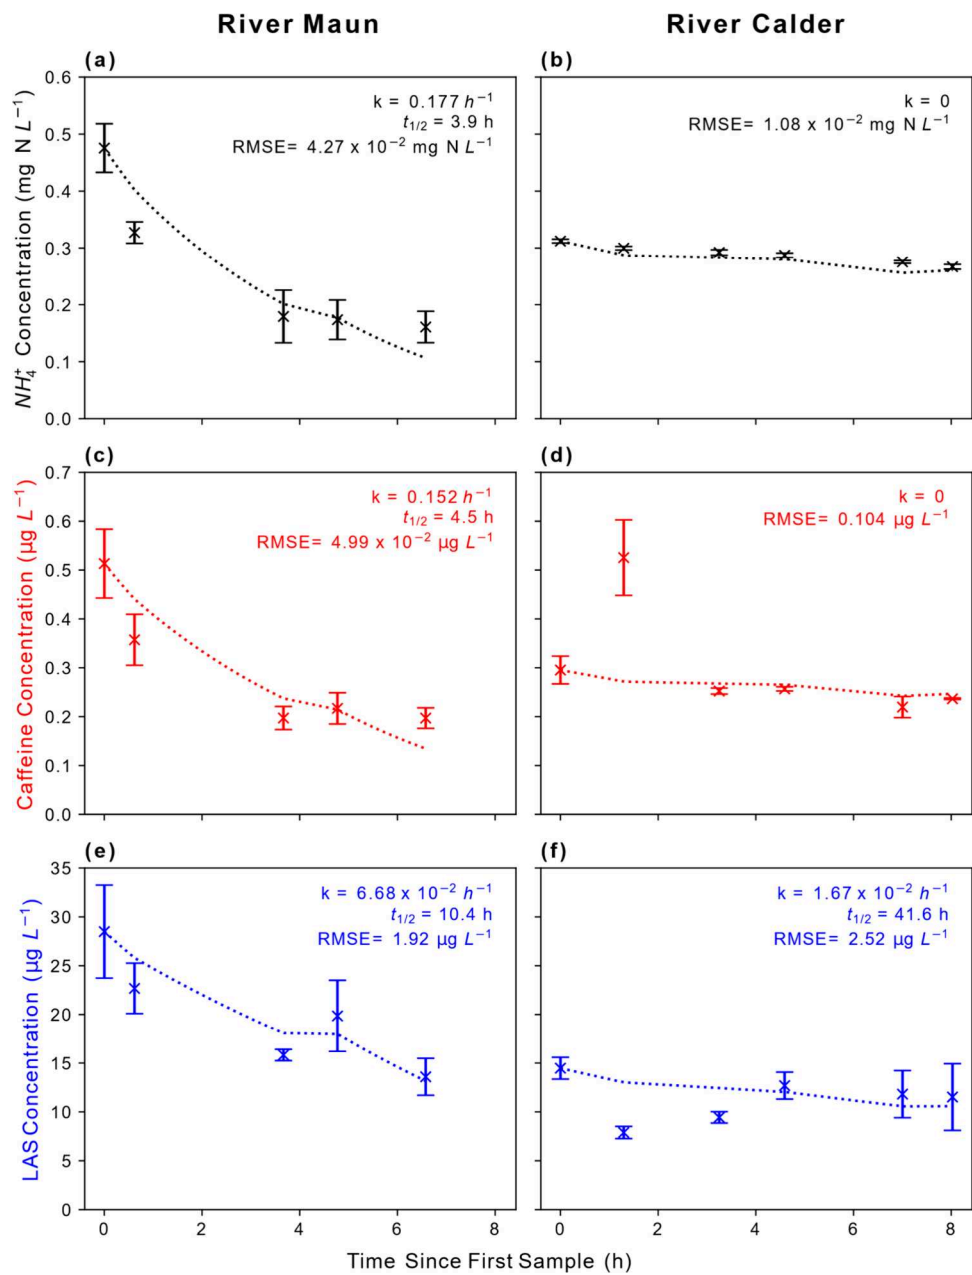 River Maun
River Calder
(a)
(b)
0.6
0.5
0.4
0.3
0.2
0.1
0.0
NH₄⁺ Concentration (mg N L⁻¹)
k = 0.177 h⁻¹
t₁/₂ = 3.9 h
RMSE= 4.27 x 10⁻² mg N L⁻¹
k = 0
RMSE= 1.08 x 10⁻² mg N L⁻¹
(c)
(d)
0.7
0.6
0.5
0.4
0.3
0.2
0.1
0.0
Caffeine Concentration (µg L⁻¹)
k = 0.152 h⁻¹
t₁/₂ = 4.5 h
RMSE= 4.99 x 10⁻² µg L⁻¹
k = 0
RMSE= 0.104 µg L⁻¹
(e)
(f)
35
30
25
20
15
10
5
0
LAS Concentration (µg L⁻¹)
k = 6.68 x 10⁻² h⁻¹
t₁/₂ = 10.4 h
RMSE= 1.92 µg L⁻¹
k = 1.67 x 10⁻² h⁻¹
t₁/₂ = 41.6 h
RMSE= 2.52 µg L⁻¹
0 2 4 6 8
0 2 4 6 8
Time Since First Sample (h)